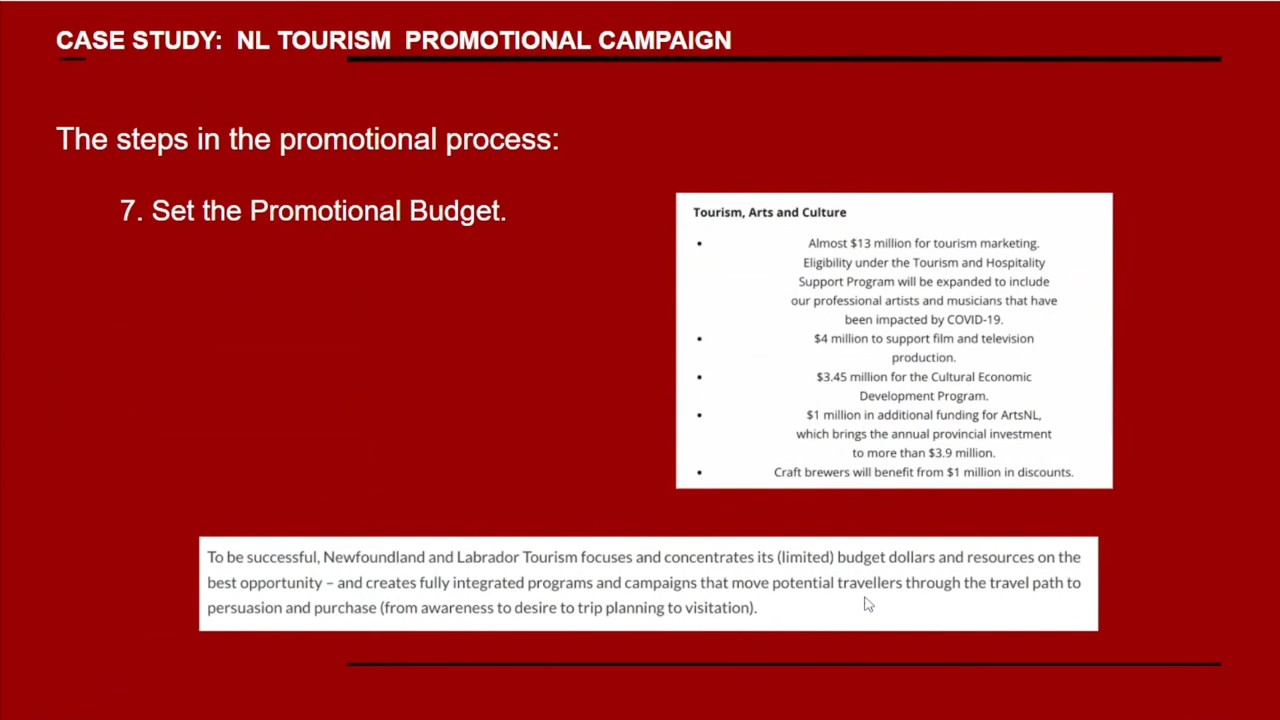 CASE STUDY: NL TOURISM PROMOTIONAL CAMPAIGN
The steps in the promotional process:
7. Set the Promotional Budget.
Tourism, Arts and Culture
• Almost $13 million for tourism marketing.
Eligibility under the Tourism and Hospitality
Support Program will be expanded to include
our professional artists and musicians that have
been impacted by COVID-19.
• $4 million to support film and television
production.
• $3.45 million for the Cultural Economic
Development Program.
• $1 million in additional funding for ArtsNL,
which brings the annual provincial investment
to more than $3.9 million.
• Craft brewers will benefit from $1 million in discounts.
To be successful, Newfoundland and Labrador Tourism focuses and concentrates its (limited) budget dollars and resources on the
best opportunity – and creates fully integrated programs and campaigns that move potential travellers through the travel path to
persuasion and purchase (from awareness to desire to trip planning to visitation).